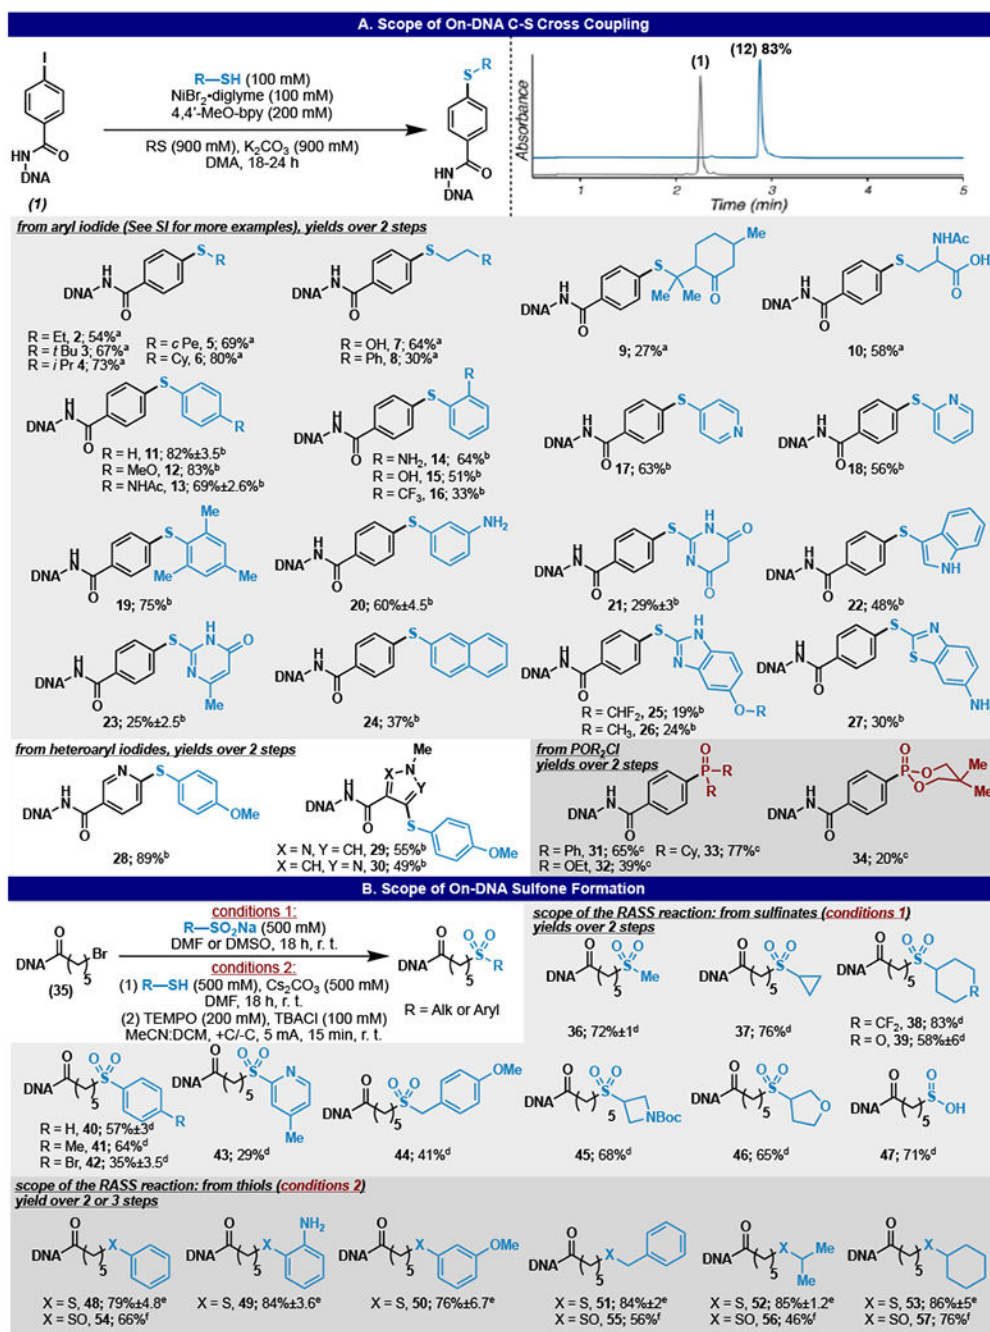 A. Scope of On-DNA C-S Cross Coupling
I
HN
O
DNA
(1)
R—SH (100 mM)
NiBr2•diglyme (100 mM)
4,4'-MeO-bpy (200 mM)
RS (900 mM), K2CO3 (900 mM)
DMA, 18-24 h
S R
HN
O
DNA
Absorbance
(1)
(12) 83%
1 2 3 4 5
Time (min)
from aryl iodide (See SI for more examples), yields over 2 steps
R = Et, 2; 54%a
R = t Bu 3; 67%a
R = i Pr 4; 73%a
R = c Pe, 5; 69%a
R = Cy, 6; 80%a
R = OH, 7; 64%a
R = Ph, 8; 30%a
9; 27%a
10; 58%a
R = H, 11; 82%±3.5b
R = MeO, 12; 83%b
R = NHAc, 13; 69%±2.6%b
R = NH2, 14; 64%b
R = OH, 15; 51%b
R = CF3, 16; 33%b
17; 63%b
18; 56%b
19; 75%b
20; 60%±4.5b
21; 29%±3b
22; 48%b
23; 25%±2.5b
24; 37%b
R = CHF2, 25; 19%b
R = CH3, 26; 24%b
27; 30%b
from heteroaryl iodides, yields over 2 steps
28; 89%b
X = N, Y = CH, 29; 55%b
X = CH, Y = N, 30; 49%b
from POR2Cl
yields over 2 steps
R = Ph, 31; 65%c R = Cy, 33; 77%c
R = OEt, 32; 39%c
34; 20%c
B. Scope of On-DNA Sulfone Formation
DNA O Br 5
(35)
conditions 1:
R—SO2Na (500 mM)
DMF or DMSO, 18 h, r. t.
conditions 2:
(1) R—SH (500 mM), Cs2CO3 (500 mM)
DMF, 18 h, r. t.
(2) TEMPO (200 mM), TBACl (100 mM)
MeCN:DCM, +C/-C, 5 mA, 15 min, r. t.
R = Alk or Aryl
scope of the RASS reaction: from sulfinates (conditions 1)
yields over 2 steps
36; 72%±1d
37; 76%d
R = CF2, 38; 83%d
R = O, 39; 58%±6d
R = H, 40; 57%±3d
R = Me, 41; 64%d
R = Br, 42; 35%±3.5d
43; 29%d
44; 41%d
45; 68%d
46; 65%d
47; 71%d
scope of the RASS reaction: from thiols (conditions 2)
yield over 2 or 3 steps
X = S, 48; 79%±4.8e
X = SO, 54; 66%f
X = S, 49; 84%±3.6e
X = S, 50; 76%±6.7e
X = S, 51; 84%±2e
X = SO, 55; 56%f
X = S, 52; 85%±1.2e
X = SO, 56; 46%f
X = S, 53; 86%±5e
X = SO, 57; 76%f